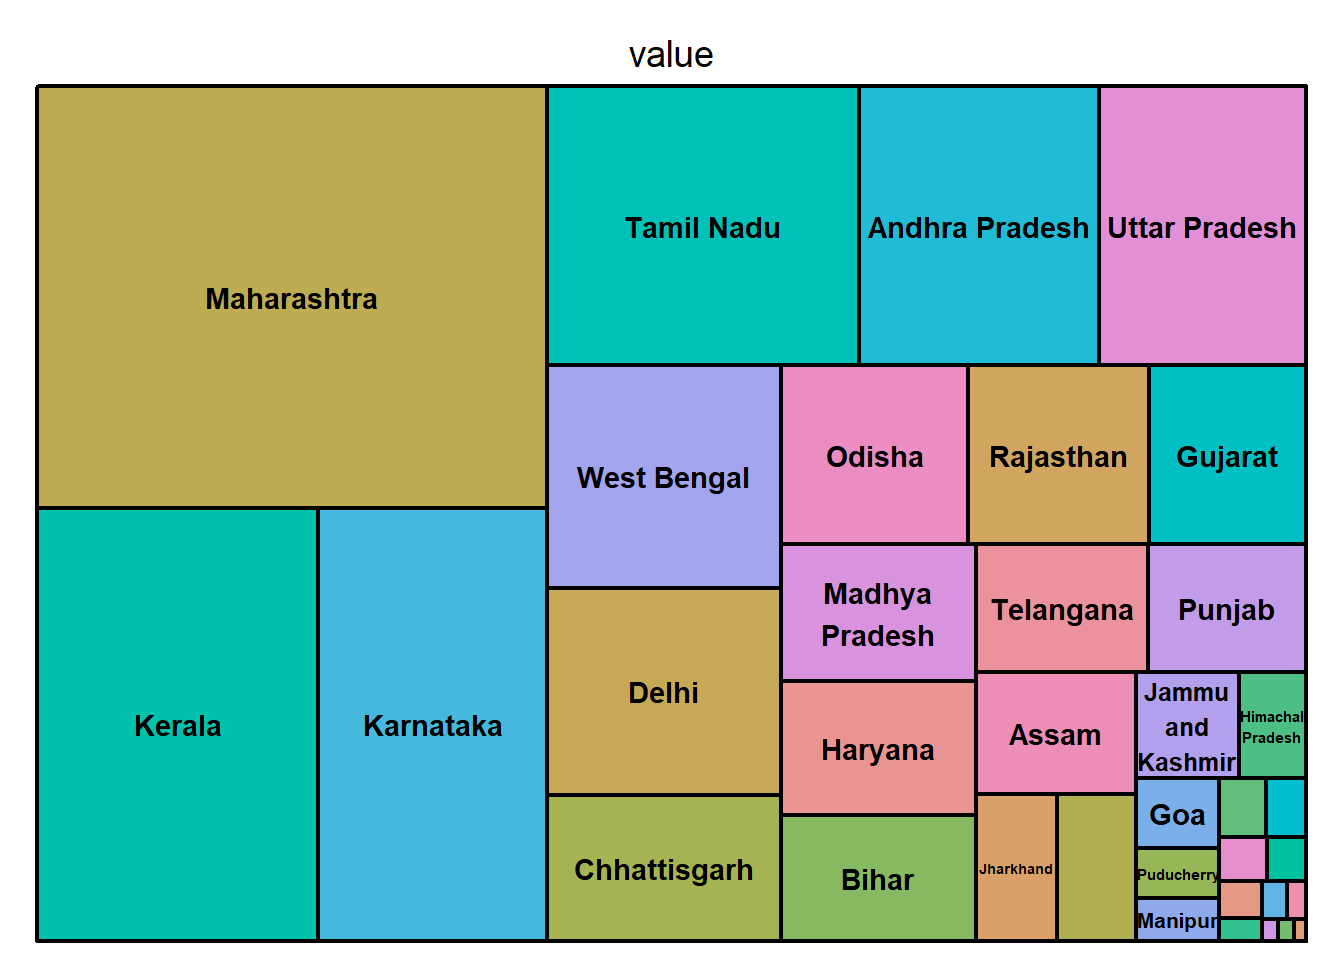 value
Maharashtra
Tamil Nadu
Andhra Pradesh
Uttar Pradesh
West Bengal
Odisha
Rajasthan
Gujarat
Madhya
Pradesh
Telangana
Punjab
Kerala
Karnataka
Delhi
Haryana
Assam
Jammu
and
Kashmir
Himachal
Pradesh
Chhattisgarh
Bihar
Jharkhand
Goa
Puducherry
Manipur